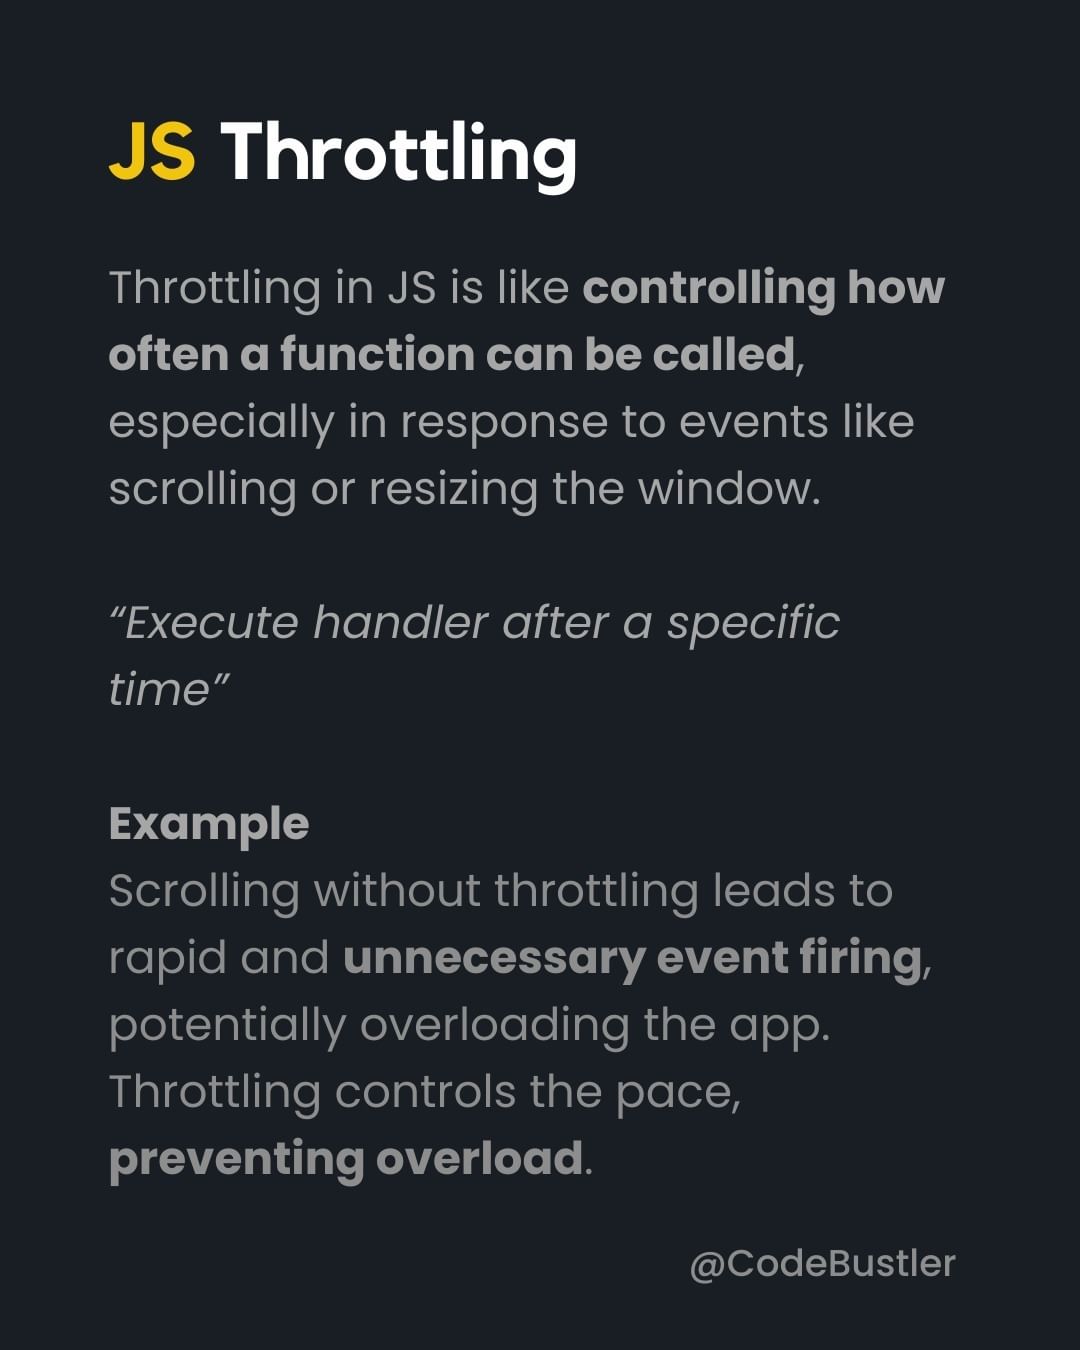 JS Throttling
Throttling in JS is like controlling how
often a function can be called,
especially in response to events like
scrolling or resizing the window.
“Execute handler after a specific
time”
Example
Scrolling without throttling leads to
rapid and unnecessary event firing,
potentially overloading the app.
Throttling controls the pace,
preventing overload.
@CodeBustler